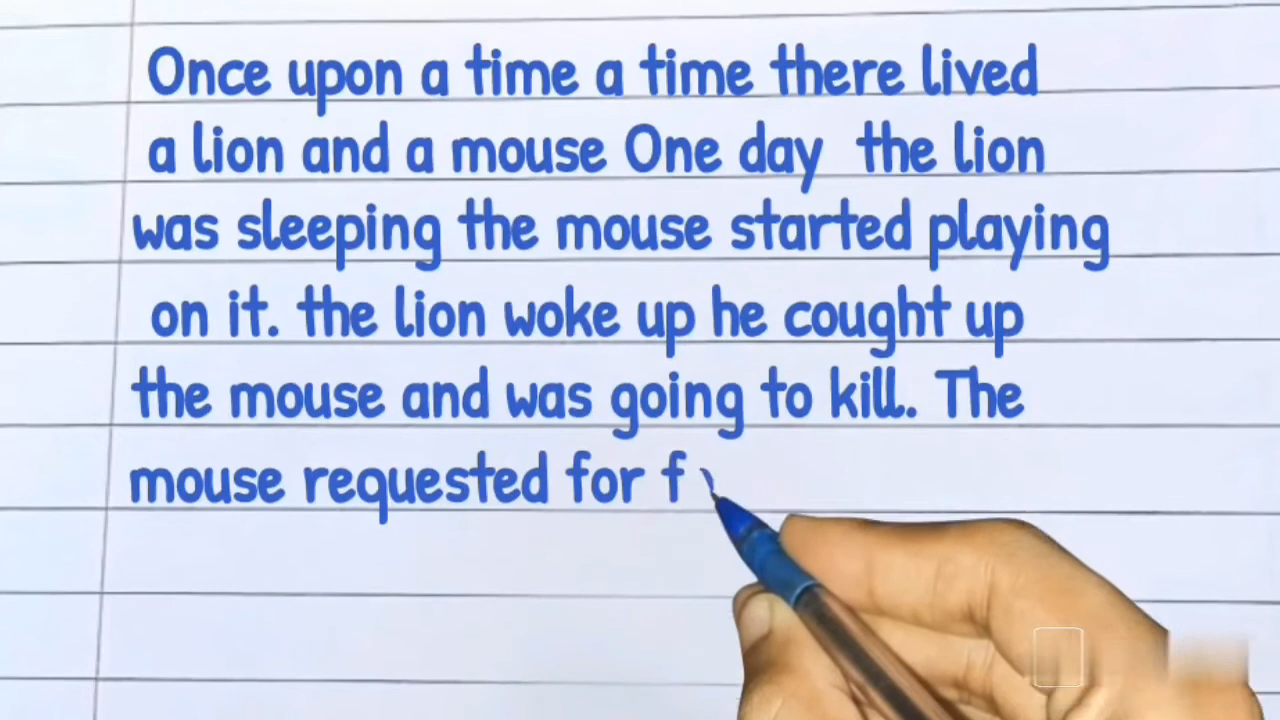 Once upon a time a time there lived
a lion and a mouse One day the lion
was sleeping the mouse started playing
on it. the lion woke up he cought up
the mouse and was going to kill. The
mouse requested for f